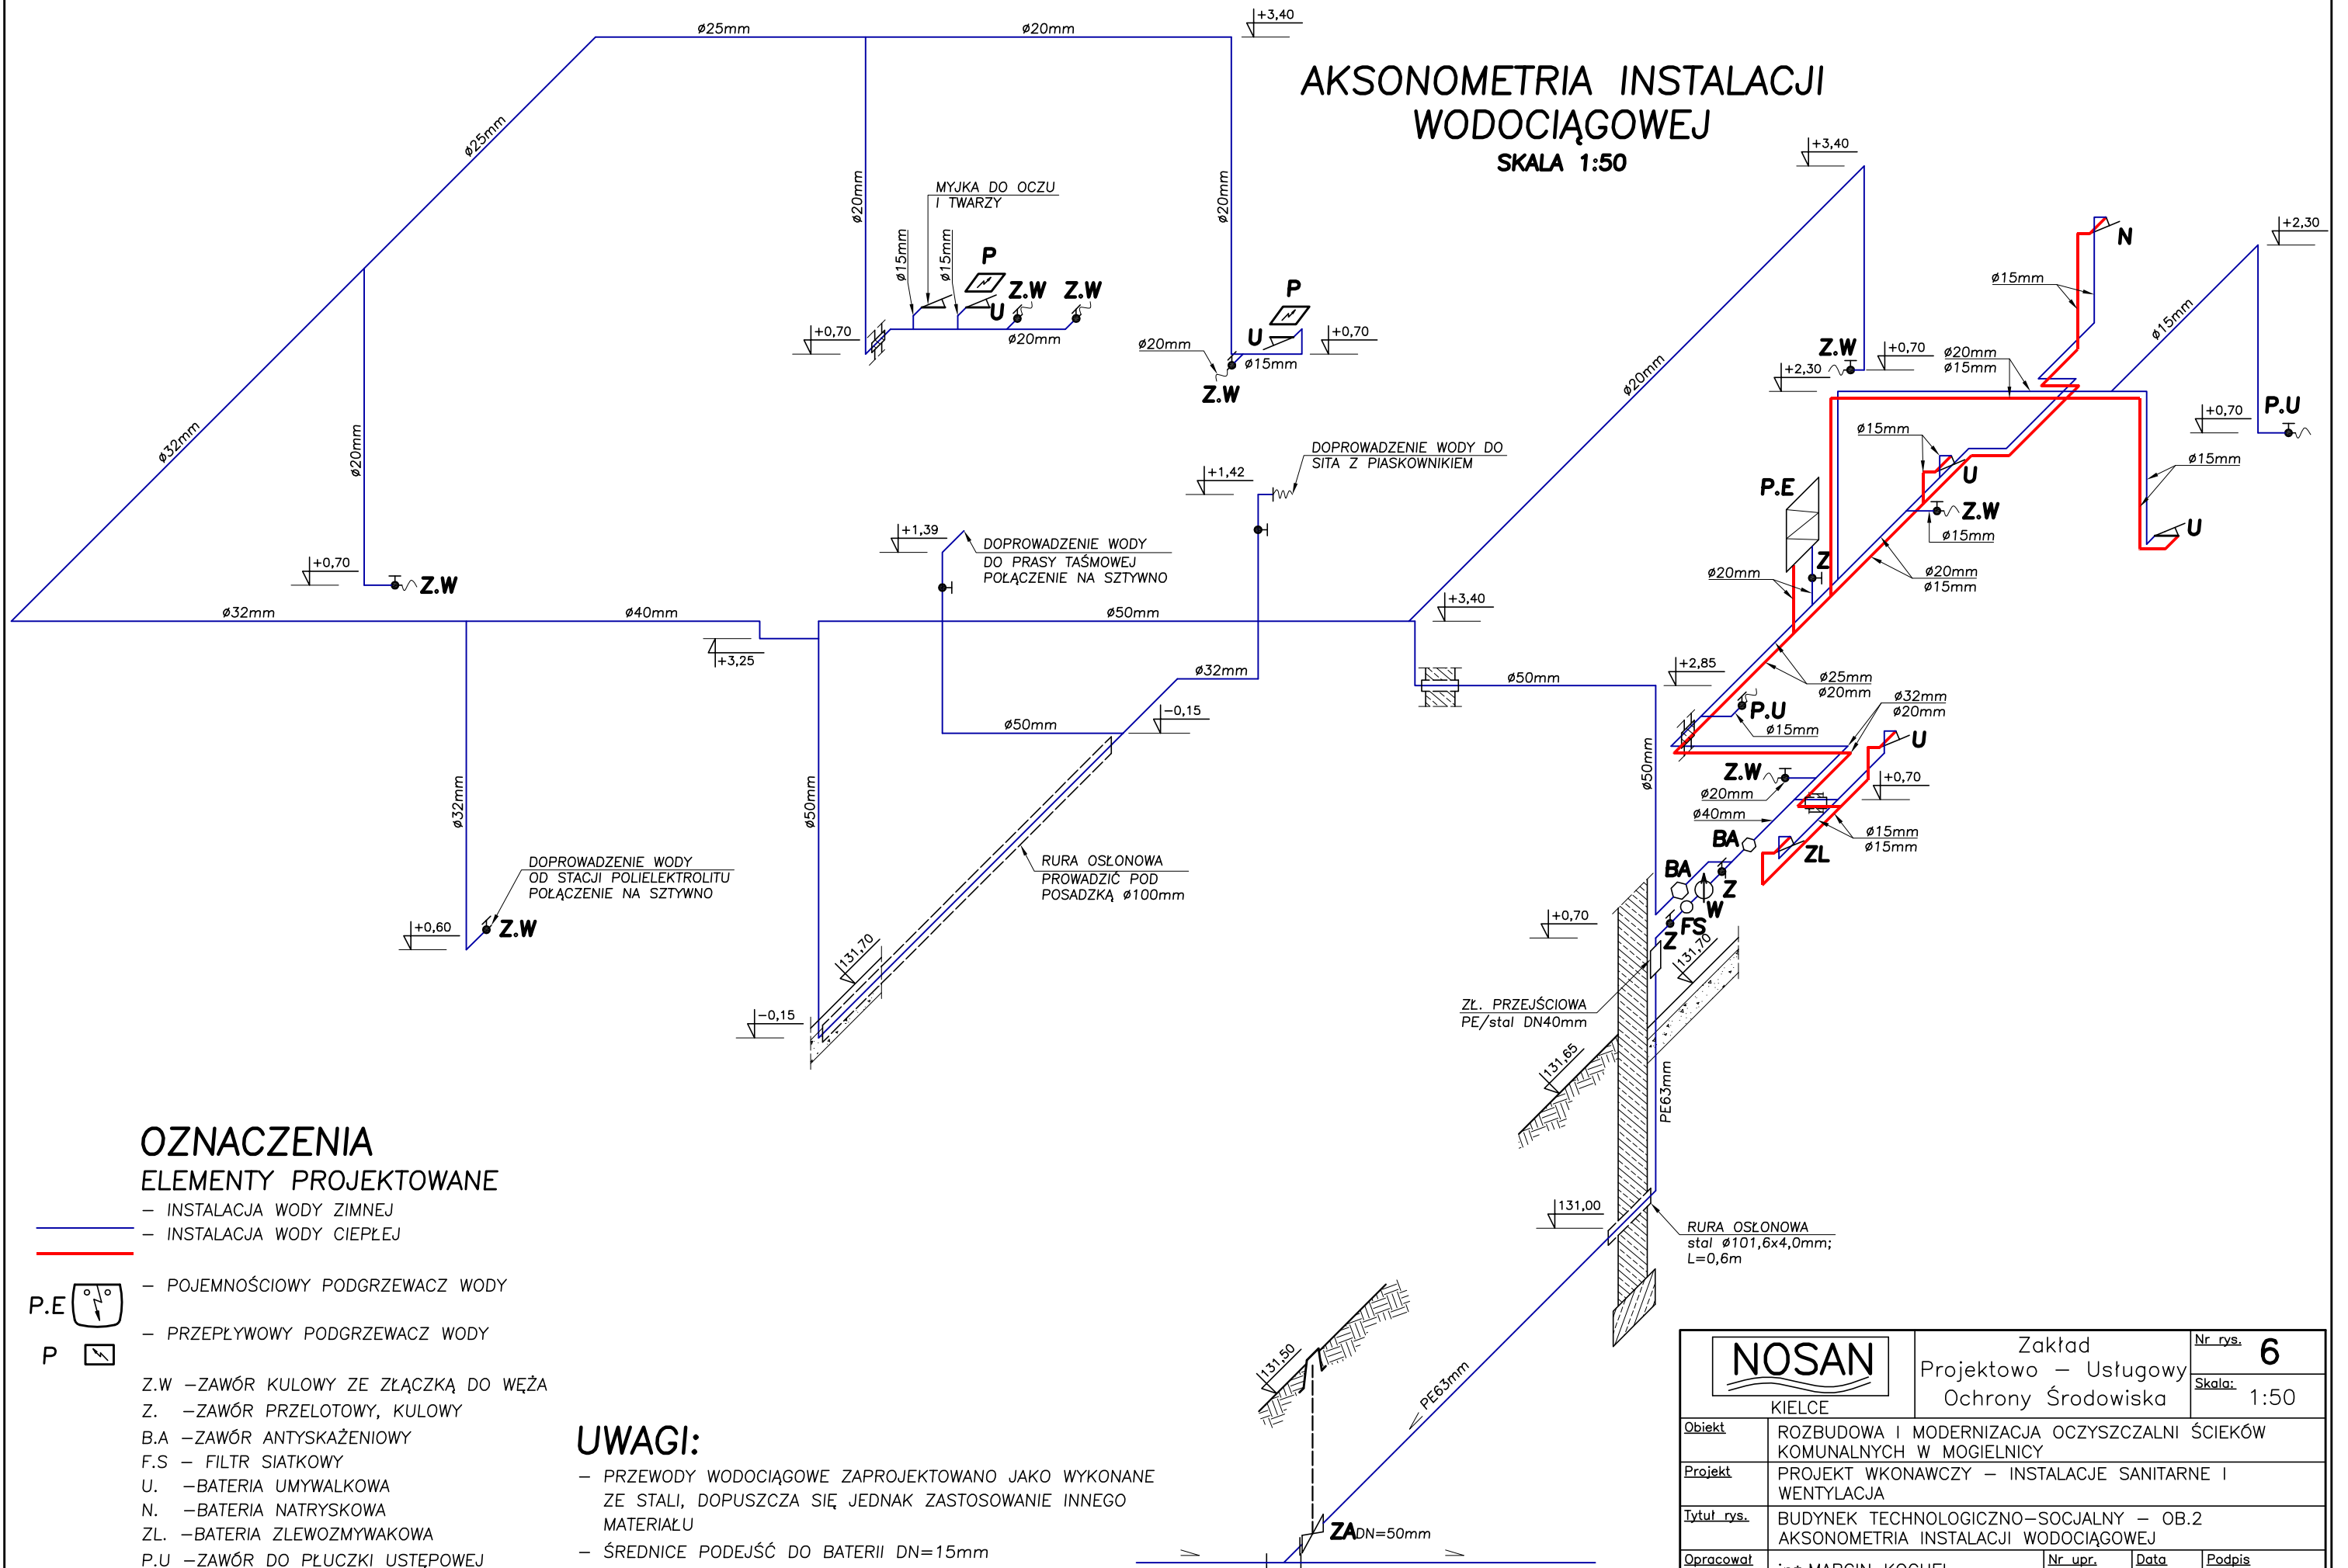 ø25mm
ø20mm
+3,40
AKSONOMETRIA INSTALACJI
WODOCIĄGOWEJ
SKALA 1:50
ø25mm
+3,40
MYJKA DO OCZU
I TWARZY
ø20mm
ø20mm
+2,30
N
ø15mm
ø15mm
P
Z.W
Z.W
U
P
ø15mm
ø15mm
+0,70
ø20mm
U
+0,70
ø20mm
ø15mm
Z.W
Z.W
+0,70
ø20mm
ø15mm
+2,30
ø20mm
+0,70
P.U
ø32mm
ø20mm
DOPROWADZENIE WODY DO
SITA Z PIASKOWNIKIEM
ø15mm
U
ø15mm
+1,42
P.E
Z.W
ø15mm
U
+1,39
DOPROWADZENIE WODY
DO PRASY TAŚMOWEJ
POŁĄCZENIE NA SZTYWNO
+0,70
Z.W
Z
ø20mm
ø20mm
ø15mm
ø32mm
ø40mm
ø50mm
+3,40
+3,25
ø32mm
ø50mm
+2,85
ø25mm
ø20mm
ø32mm
ø20mm
P.U
ø15mm
ø50mm
-0,15
U
ø32mm
ø50mm
ø50mm
Z.W
+0,70
ø20mm
ø40mm
ø15mm
ø15mm
BA
ZL
BA
Z
W
FS
Z
DOPROWADZENIE WODY
OD STACJI POLIELEKTROLITU
POŁĄCZENIE NA SZTYWNO
RURA OSŁONOWA
PROWADZIĆ POD
POSADZKĄ ø100mm
+0,60
Z.W
+0,70
131,70
131,70
ZŁ. PRZEJŚCIOWA
PE/stal DN40mm
-0,15
131,65
PE63mm
131,00
RURA OSŁONOWA
stal ø101,6x4,0mm;
L=0,6m
131,50
PE63mm
ZA DN=50mm
OZNACZENIA
ELEMENTY PROJEKTOWANE
– INSTALACJA WODY ZIMNEJ
– INSTALACJA WODY CIEPŁEJ
P.E – POJEMNOŚCIOWY PODGRZEWACZ WODY
P – PRZEPŁYWOWY PODGRZEWACZ WODY
Z.W –ZAWÓR KULOWY ZE ZŁĄCZKĄ DO WĘŻA
Z. –ZAWÓR PRZELOTOWY, KULOWY
B.A –ZAWÓR ANTYSKAŻENIOWY
F.S – FILTR SIATKOWY
U. –BATERIA UMYWALKOWA
N. –BATERIA NATRYSKOWA
ZL. –BATERIA ZLEWOZMYWAKOWA
P.U –ZAWÓR DO PŁUCZKI USTĘPOWEJ
UWAGI:
– PRZEWODY WODOCIĄGOWE ZAPROJEKTOWANO JAKO WYKONANE
ZE STALI, DOPUSZCZA SIĘ JEDNAK ZASTOSOWANIE INNEGO
MATERIAŁU
– ŚREDNICE PODEJŚĆ DO BATERII DN=15mm
NOSAN
KIELCE
Zakład
Projektowo – Usługowy
Ochrony Środowiska
Nr rys. 6
Skala: 1:50
Obiekt ROZBUDOWA I MODERNIZACJA OCZYSZCZALNI ŚCIEKÓW
KOMUNALNYCH W MOGIELNICY
Projekt PROJEKT WKONAWCZY – INSTALACJE SANITARNE I
WENTYLACJA
Tytuł rys. BUDYNEK TECHNOLOGICZNO–SOCJALNY – OB.2
AKSONOMETRIA INSTALACJI WODOCIĄGOWEJ
Opracował Nr upr. Data Podpis